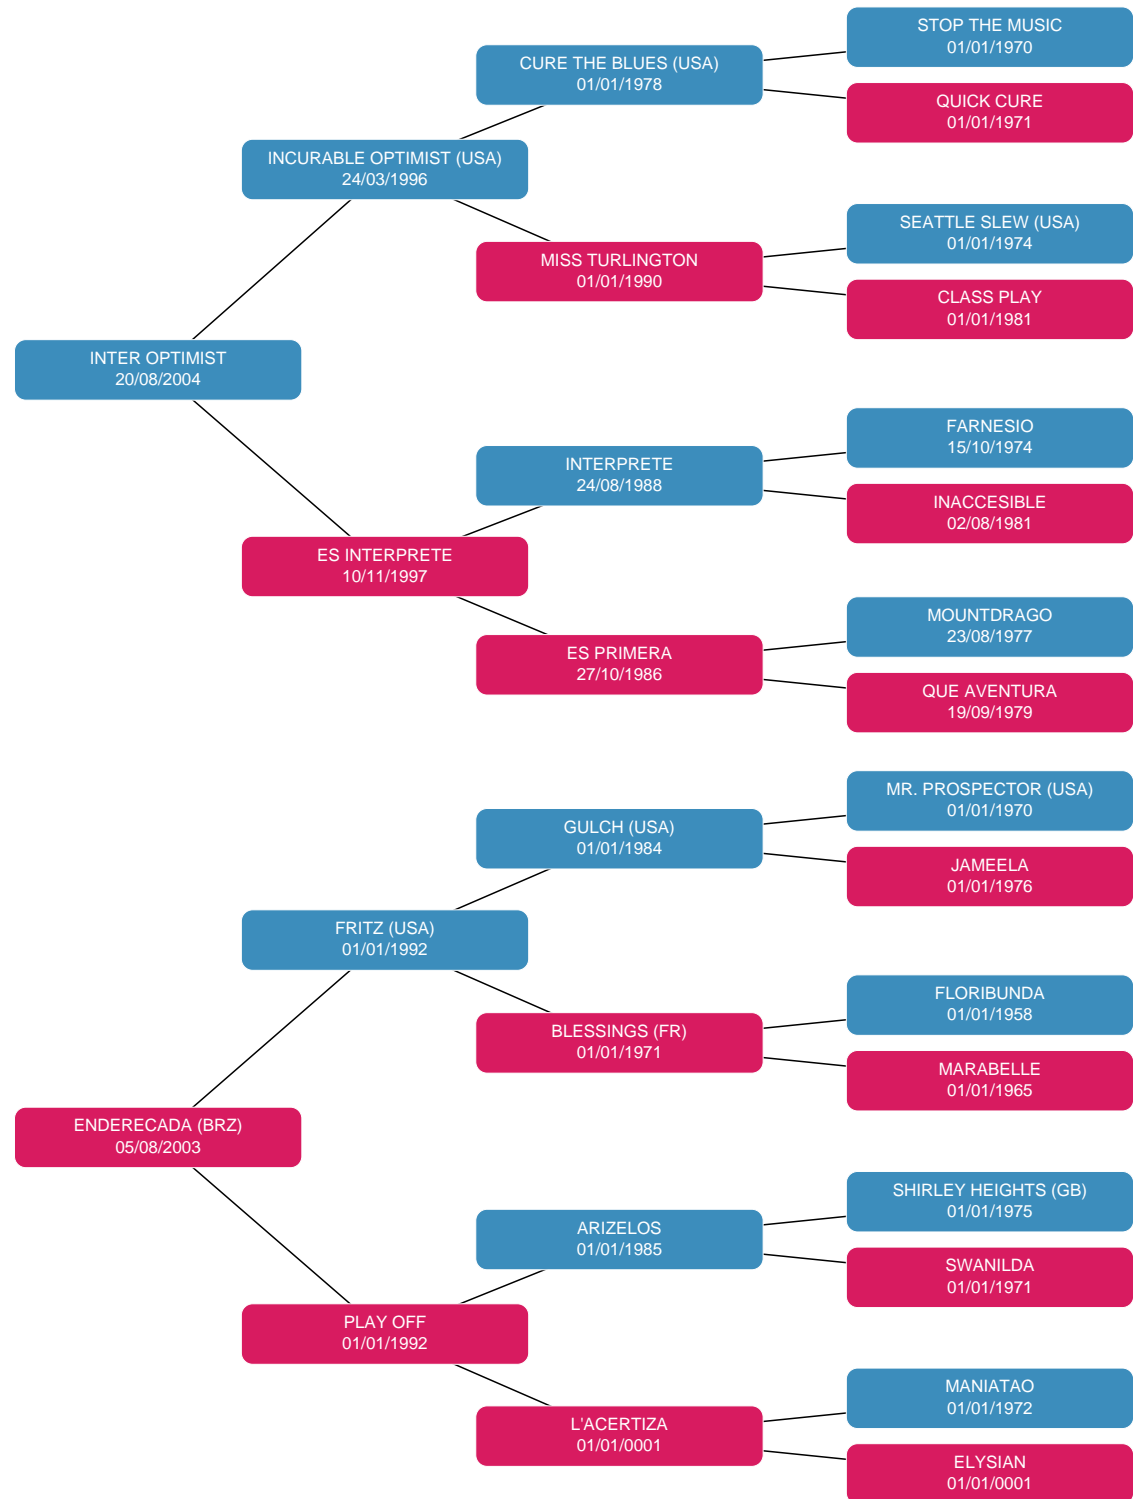 STOP THE MUSIC
01/01/1970
CURE THE BLUES (USA)
01/01/1978
QUICK CURE
01/01/1971
INCURABLE OPTIMIST (USA)
24/03/1996
SEATTLE SLEW (USA)
01/01/1974
MISS TURLINGTON
01/01/1990
CLASS PLAY
01/01/1981
INTER OPTIMIST
20/08/2004
FARNESIO
15/10/1974
INTERPRETE
24/08/1988
INACCESIBLE
02/08/1981
ES INTERPRETE
10/11/1997
MOUNTDRAGO
23/08/1977
ES PRIMERA
27/10/1986
QUE AVENTURA
19/09/1979
MR. PROSPECTOR (USA)
01/01/1970
GULCH (USA)
01/01/1984
JAMEELA
01/01/1976
FRITZ (USA)
01/01/1992
FLORIBUNDA
01/01/1958
BLESSINGS (FR)
01/01/1971
MARABELLE
01/01/1965
ENDERECADA (BRZ)
05/08/2003
SHIRLEY HEIGHTS (GB)
01/01/1975
ARIZELOS
01/01/1985
SWANILDA
01/01/1971
PLAY OFF
01/01/1992
MANIATAO
01/01/1972
L'ACERTIZA
01/01/0001
ELYSIAN
01/01/0001